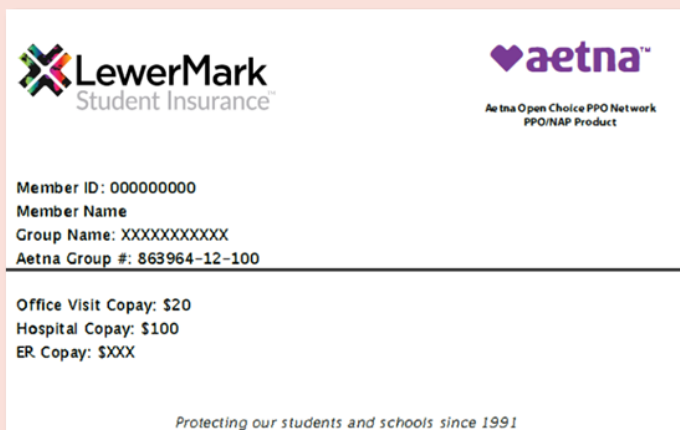 LewerMark
Student Insurance™
aetna™
Aetna Open Choice PPO Network
PPO/NAP Product
Member ID: 000000000
Member Name
Group Name: XXXXXXXXXXX
Aetna Group #: 863964-12-100
Office Visit Copay: $20
Hospital Copay: $100
ER Copay: $XXX
Protecting our students and schools since 1991